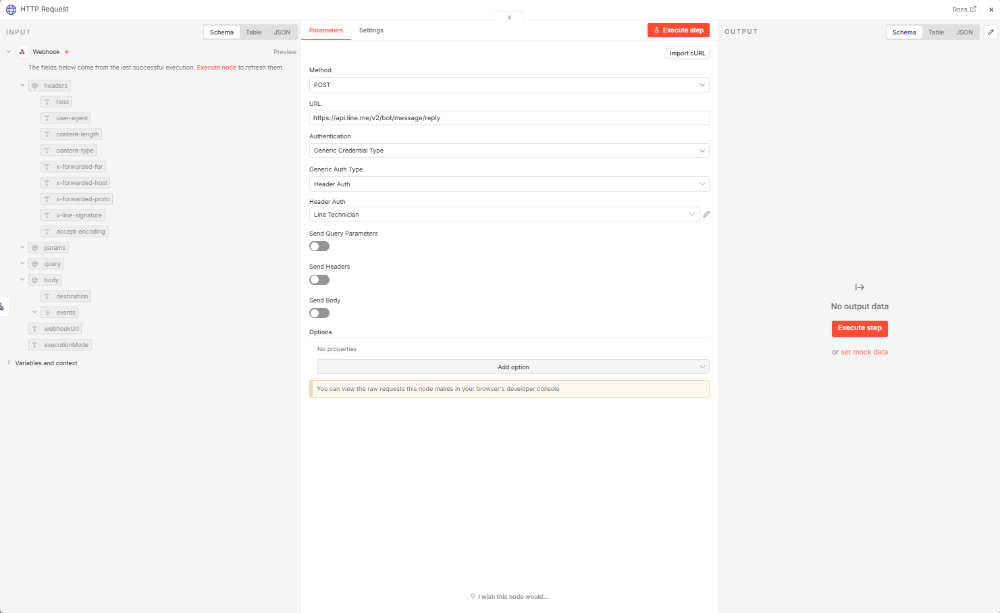 HTTP Request
Docs
INPUT
Schema
Table
JSON
Webhook
Preview
The fields below come from the last successful execution. Execute node to refresh them.
headers
host
user-agent
content-length
content-type
x-forwarded-for
x-forwarded-host
x-forwarded-proto
x-line-signature
accept-encoding
params
query
body
destination
events
webhookUrl
executionMode
Variables and context
Parameters
Settings
Execute step
Import cURL
Method
POST
URL
https://api.line.me/v2/bot/message/reply
Authentication
Generic Credential Type
Generic Auth Type
Header Auth
Header Auth
Line Technician
Send Query Parameters
Send Headers
Send Body
Options
No properties
Add option
You can view the raw requests this node makes in your browser's developer console
I wish this node would...
OUTPUT
Schema
Table
JSON
No output data
Execute step
or set mock data